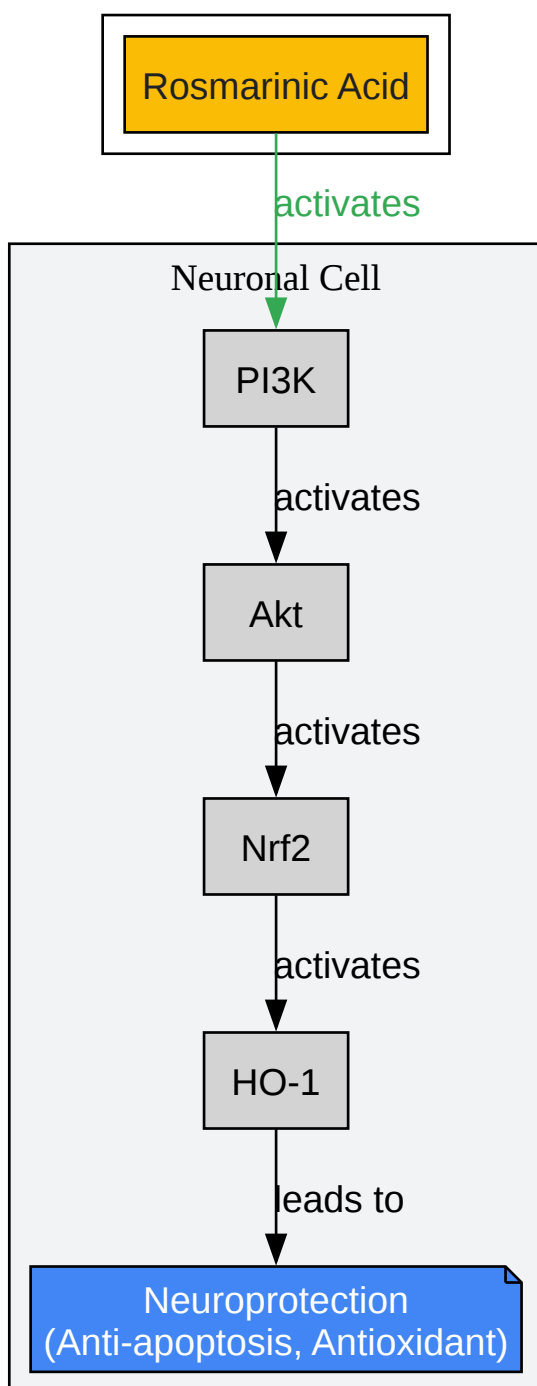 Rosmarinic Acid
activates
Neuronal Cell
PI3K
activates
Akt
activates
Nrf2
activates
HO-1
leads to
Neuroprotection
(Anti-apoptosis, Antioxidant)